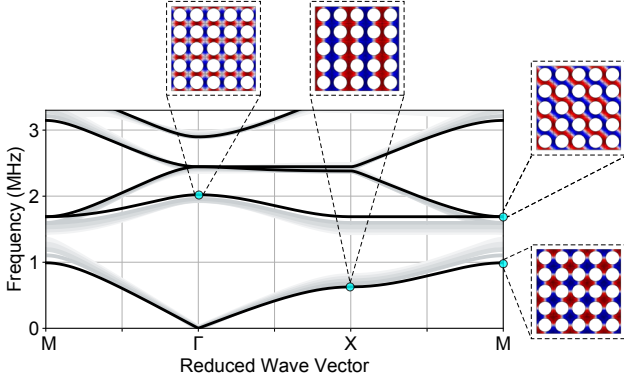 3
2
1
0
Frequency (MHz)
M
Γ
X
M
Reduced Wave Vector